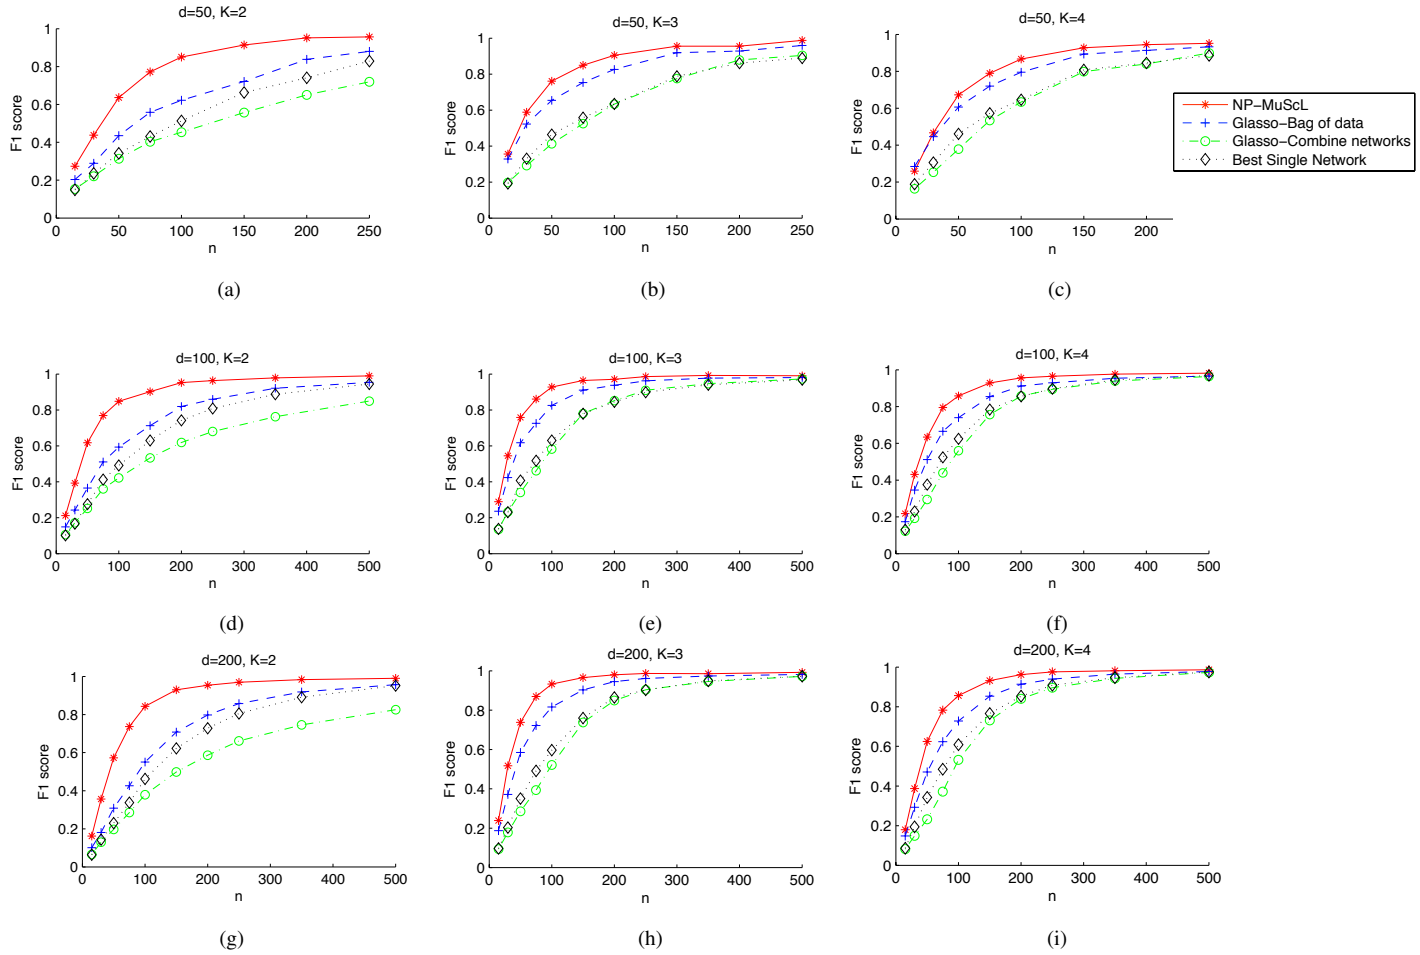 d=50, K=2
1
0.8
0.6
0.4
0.2
0
F1 score
0 50 100 150 200 250
n
(a)
d=50, K=3
1
0.8
0.6
0.4
0.2
0
F1 score
0 50 100 150 200 250
n
(b)
d=50, K=4
1
0.8
0.6
0.4
0.2
0
F1 score
0 50 100 150 200 250
n
(c)
NP-MuScL
Glasso-Bag of data
Glasso-Combine networks
Best Single Network
d=100, K=2
1
0.8
0.6
0.4
0.2
0
F1 score
0 100 200 300 400 500
n
(d)
d=100, K=3
1
0.8
0.6
0.4
0.2
0
F1 score
0 100 200 300 400 500
n
(e)
d=100, K=4
1
0.8
0.6
0.4
0.2
0
F1 score
0 100 200 300 400 500
n
(f)
d=200, K=2
1
0.8
0.6
0.4
0.2
0
F1 score
0 100 200 300 400 500
n
(g)
d=200, K=3
1
0.8
0.6
0.4
0.2
0
F1 score
0 100 200 300 400 500
n
(h)
d=200, K=4
1
0.8
0.6
0.4
0.2
0
F1 score
0 100 200 300 400 500
n
(i)